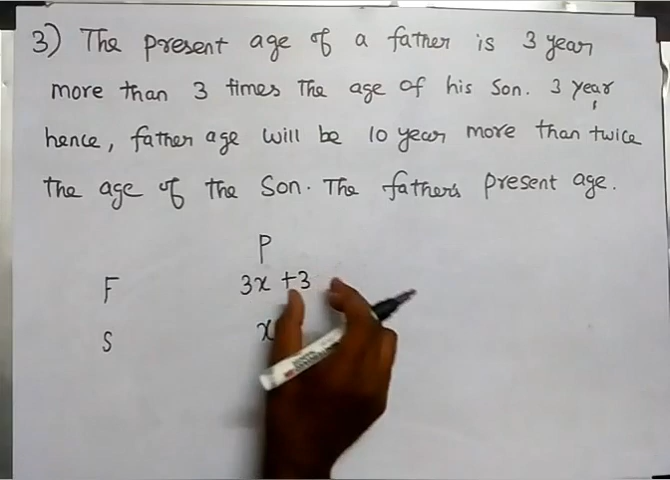 3) The present age of a father is 3 year
more than 3 times The age of his Son. 3 year
hence, father age will be 10 year more than twice
the age of the Son. The father's present age.
P
F 3x +3
S x